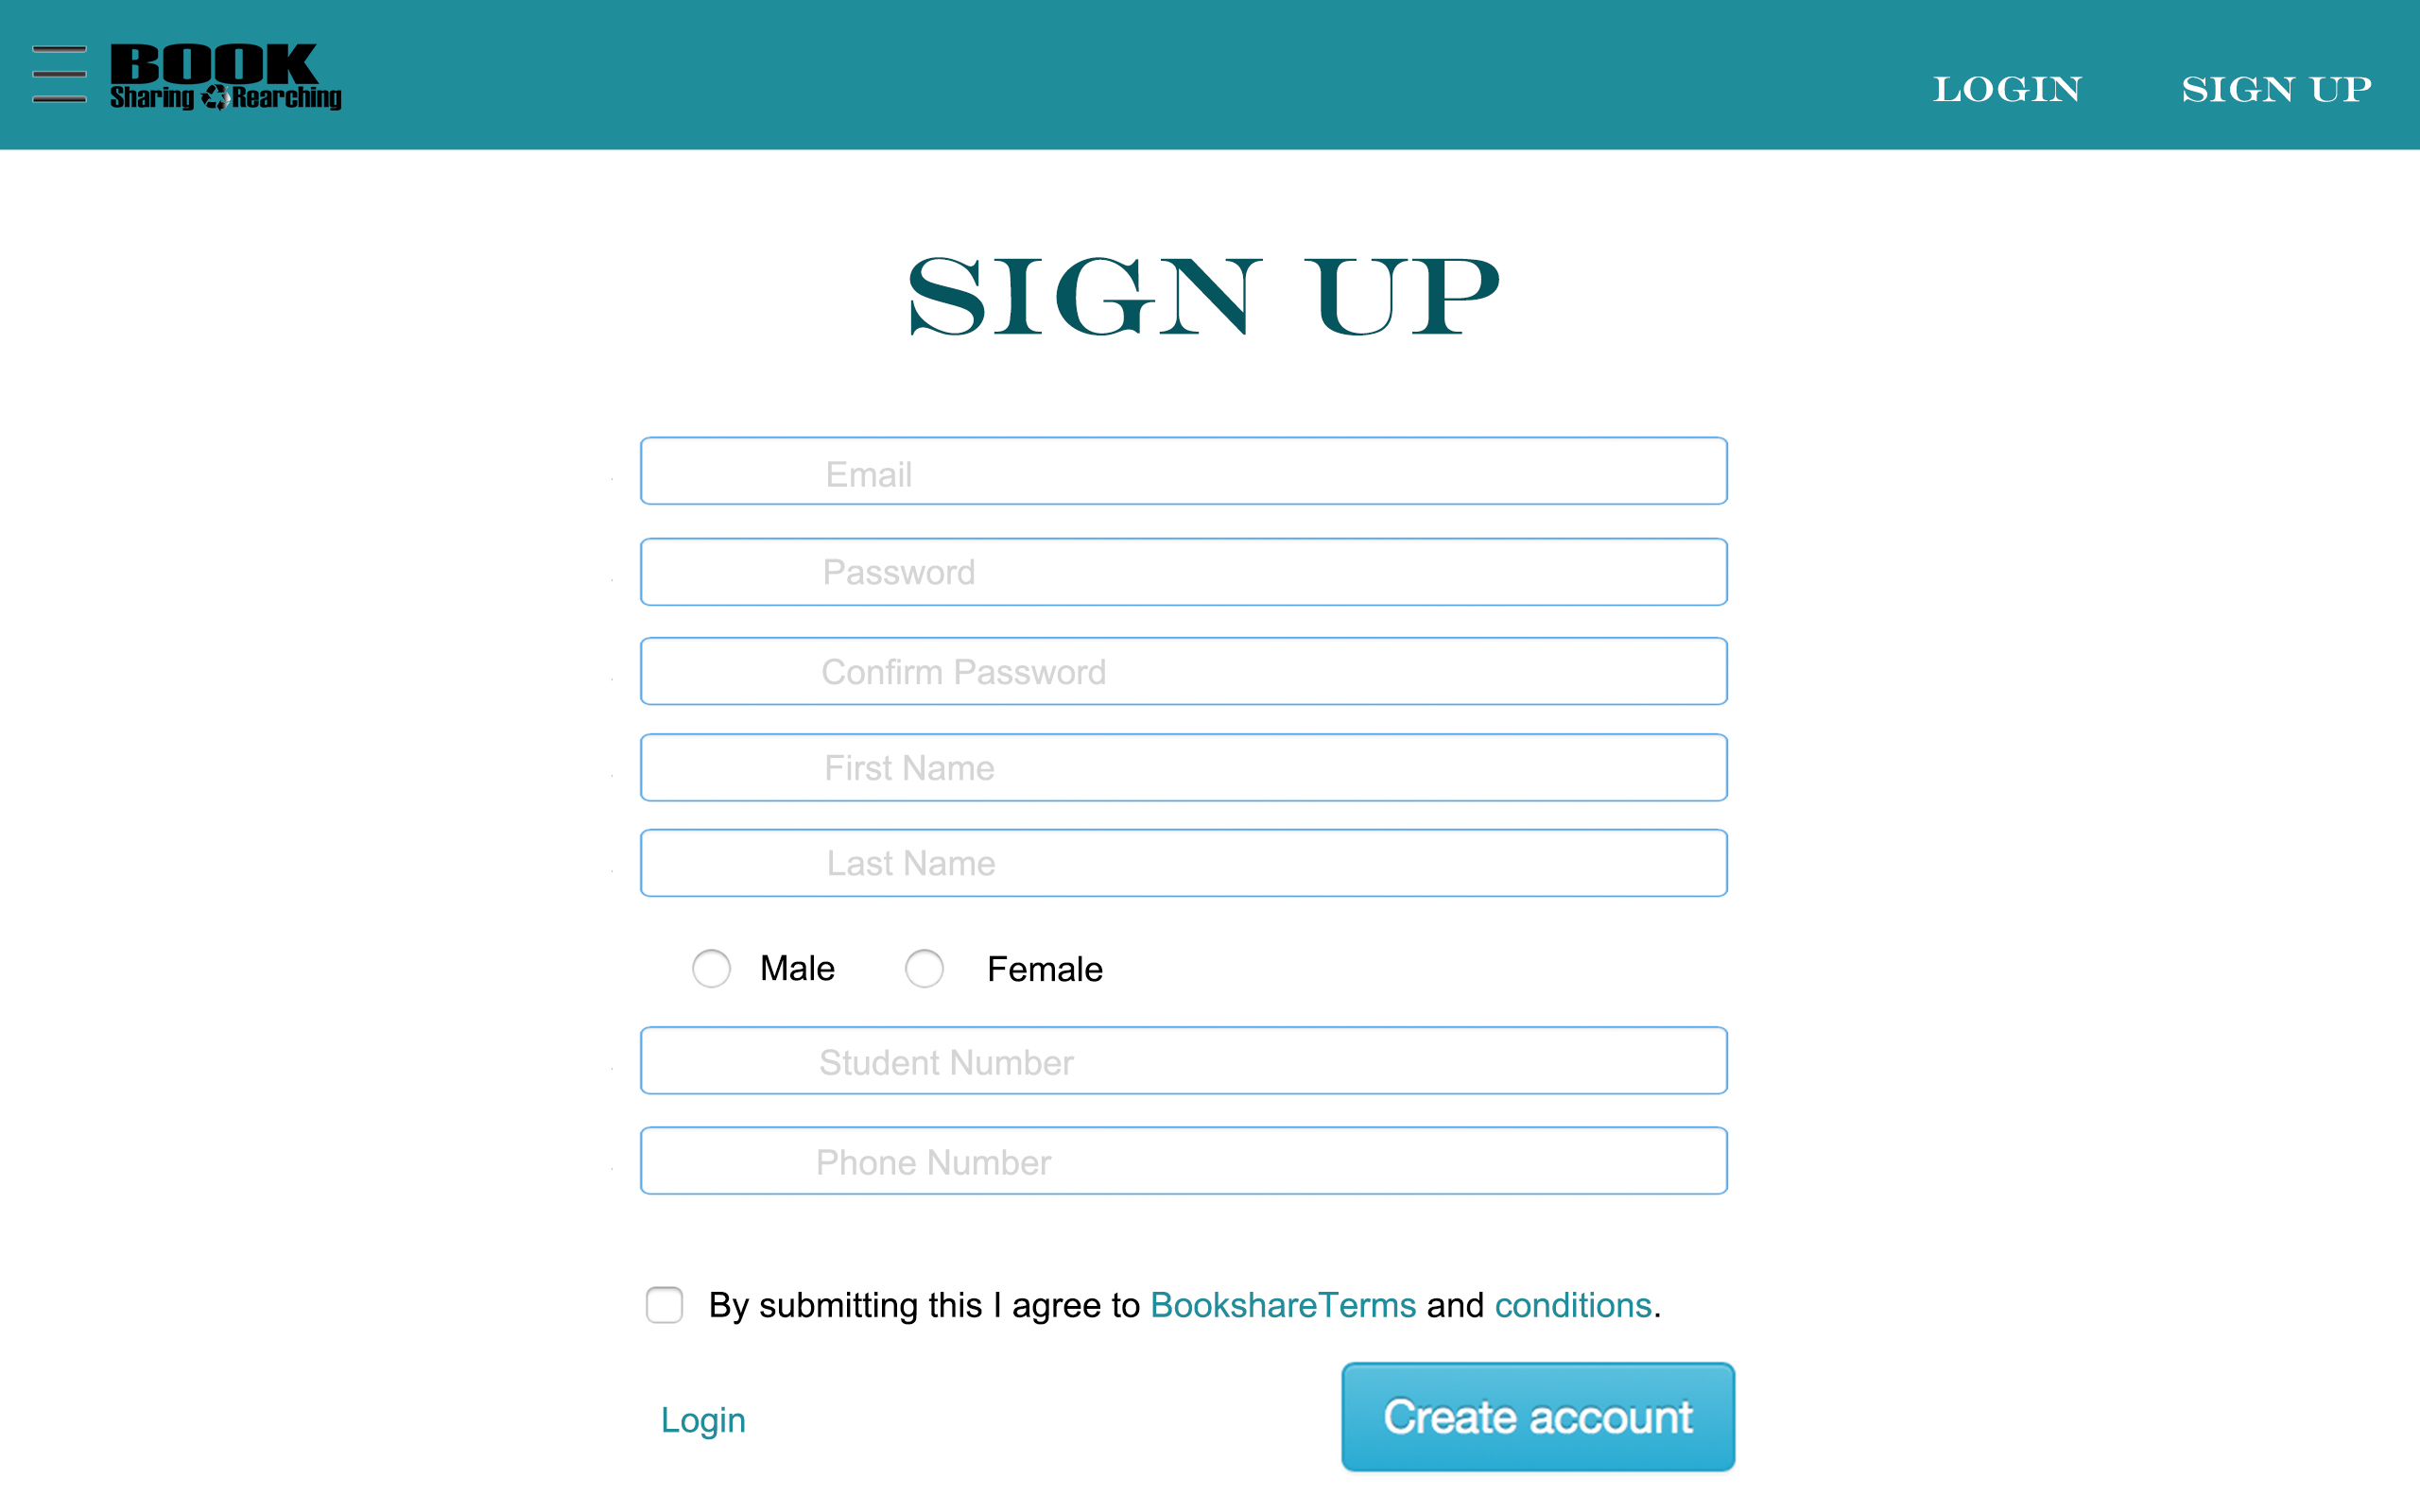 BOOK
Sharing Rearching
LOGIN
SIGN UP
SIGN UP
Email
Password
Confirm Password
First Name
Last Name
Male
Female
Student Number
Phone Number
By submitting this I agree to BookshareTerms and conditions.
Login
Create account